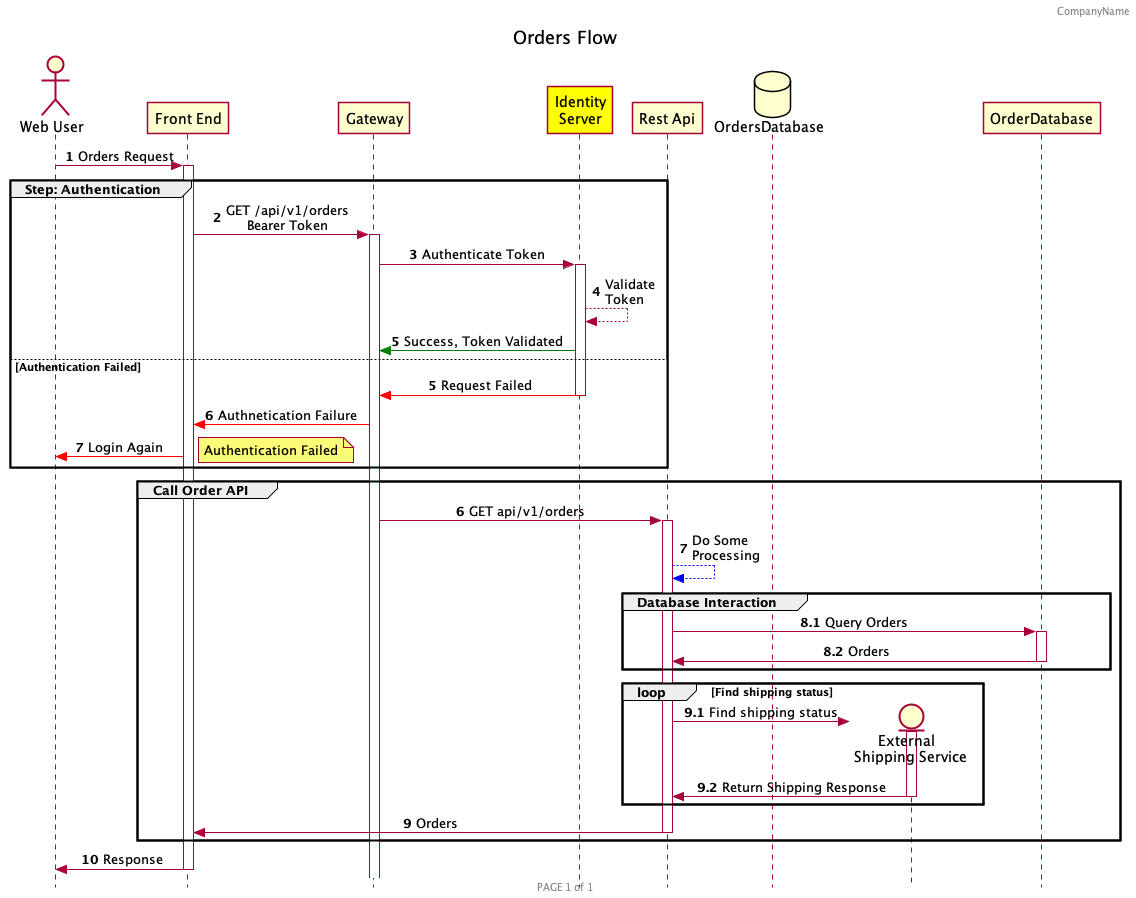 CompanyName
Orders Flow
Web User
Front End
Gateway
Identity
Server
Rest Api
OrdersDatabase
OrderDatabase
1 Orders Request
Step: Authentication
2 GET /api/v1/orders
Bearer Token
3 Authenticate Token
4 Validate
Token
5 Success, Token Validated
[Authentication Failed]
5 Request Failed
6 Authnetication Failure
7 Login Again
Authentication Failed
Call Order API
6 GET api/v1/orders
7 Do Some
Processing
Database Interaction
8.1 Query Orders
8.2 Orders
loop [Find shipping status]
9.1 Find shipping status
External
Shipping Service
9.2 Return Shipping Response
9 Orders
10 Response
PAGE 1 of 1